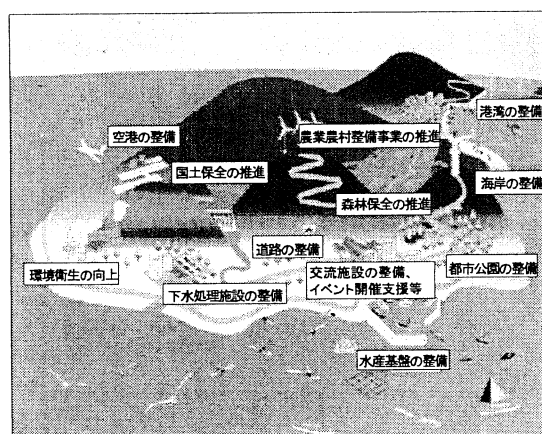 港湾の整備
空港の整備
農業農村整備事業の推進
国土保全の推進
海岸の整備
森林保全の推進
道路の整備
環境衛生の向上
交流施設の整備、
イベント開催支援等
都市公園の整備
下水処理施設の整備
水産基盤の整備